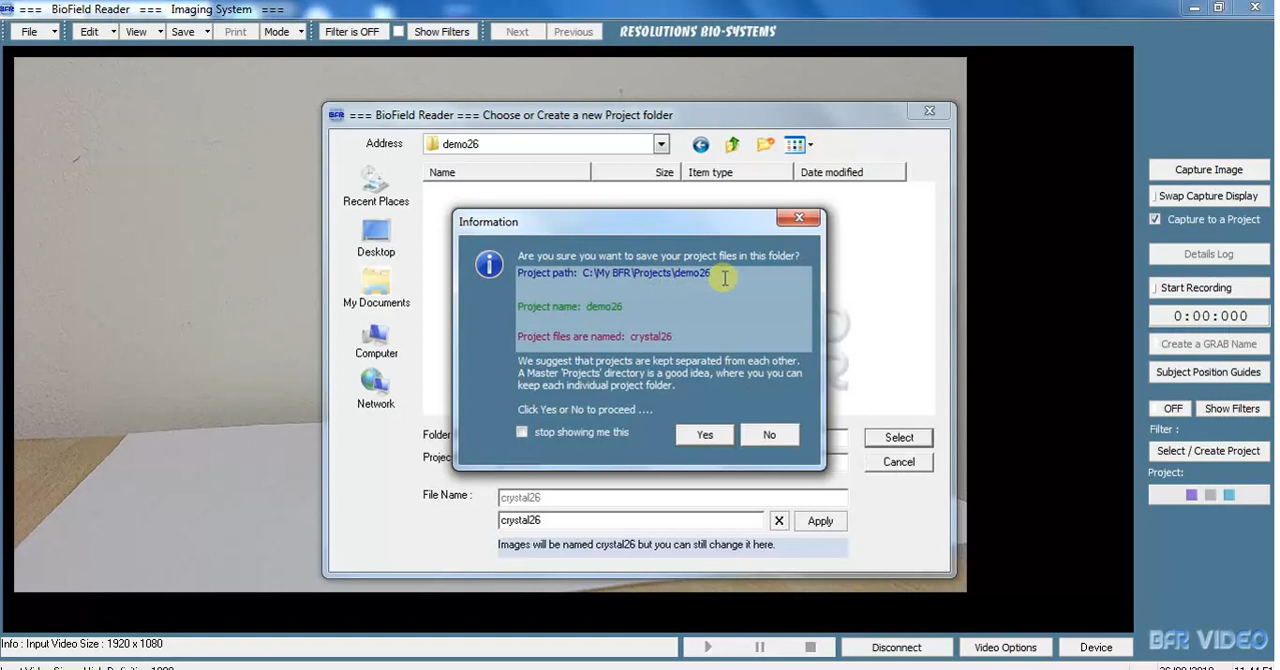 === BioField Reader === Imaging System ===
File Edit View Save Print Mode Filter is OFF Show Filters Next Previous RESOLUTIONS BIO-SYSTEMS
BFR === BioField Reader === Choose or Create a new Project folder
Address demo26
Name Size Item type Date modified
Recent Places
Desktop
My Documents
Computer
Network
Information
Are you sure you want to save your project files in this folder?
Project path: C:\My BFR\Projects\demo26
Project name: demo26
Project files are named: crystal26
We suggest that projects are kept separated from each other.
A Master 'Projects' directory is a good idea, where you you can
keep each individual project folder.
Click Yes or No to proceed ....
stop showing me this Yes No
Folder Select
Projec Cancel
File Name : crystal26
crystal26 X Apply
Images will be named crystal26 but you can still change it here.
Capture Image
Swap Capture Display
Capture to a Project
Details Log
Start Recording
0:00:000
Create a GRAB Name
Subject Position Guides
OFF Show Filters
Filter :
Select / Create Project
Project:
Info : Input Video Size : 1920 x 1080
Disconnect Video Options Device
BFR VIDEO